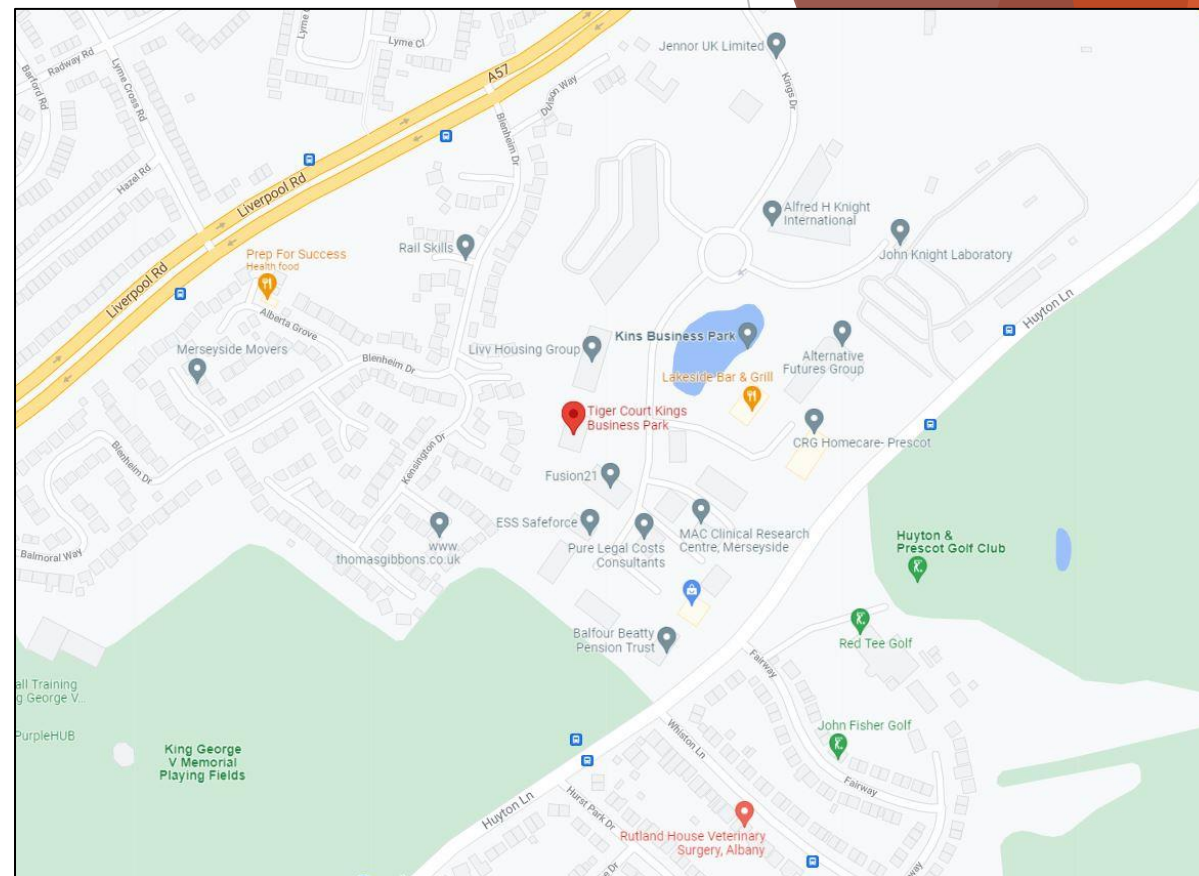 Jennor UK Limited
Lyme Cl
Lyme
Radway Rd
Barford Rd
Lyme Cross Rd
A57
Dulson Way
Kings Dr
Blenheim Dr
Hazel Rd
Liverpool Rd
Alfred H Knight
International
Rail Skills
John Knight Laboratory
Prep For Success
Health food
Liverpool Rd
Huyton Ln
Alberta Grove
Kins Business Park
Merseyside Movers
Livv Housing Group
Alternative
Futures Group
Blenheim Dr
Lakeside Bar & Grill
Tiger Court Kings
Business Park
CRG Homecare- Prescot
Kensington Dr
Blenheim Dr
Fusion21
ESS Safeforce
MAC Clinical Research
Centre, Merseyside
Pure Legal Costs
Consultants
www.
thomasgibbons.co.uk
Balmoral Way
Huyton &
Prescot Golf Club
Balfour Beatty
Pension Trust
Red Tee Golf
Fairway
all Training
g George V...
PurpleHUB
King George
V Memorial
Playing Fields
John Fisher Golf
Whiston Ln
Fairway
Huyton Ln
Hurst Park Dr
Rutland House Veterinary
Surgery, Albany
Dr